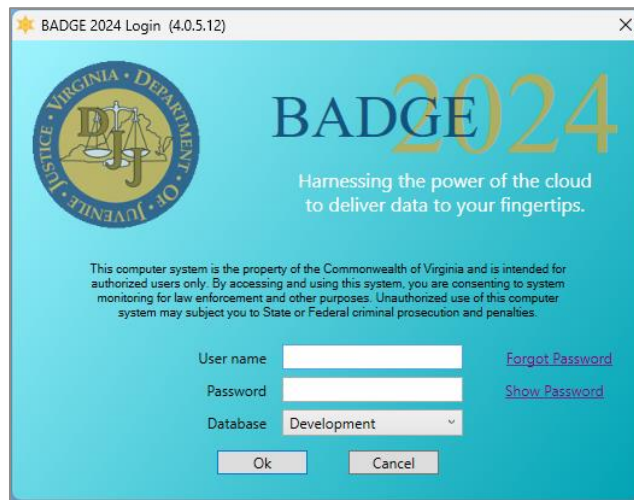 BADGE 2024 Login (4.0.5.12)
VIRGINIA • DEPARTMENT OF JUVENILE JUSTICE •
DJJ
BADGE 2024
Harnessing the power of the cloud
to deliver data to your fingertips.
This computer system is the property of the Commonwealth of Virginia and is intended for
authorized users only. By accessing and using this system, you are consenting to system
monitoring for law enforcement and other purposes. Unauthorized use of this computer
system may subject you to State or Federal criminal prosecution and penalties.
User name
Forgot Password
Password
Show Password
Database
Development
Ok
Cancel